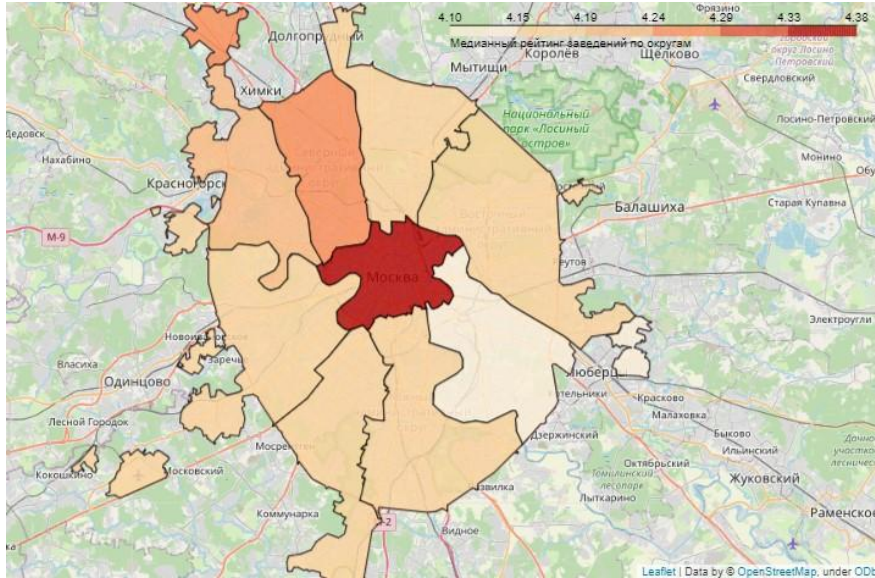 4.10 4.15 4.19 4.24 4.29 4.33 4.38
Медианный рейтинг заведений по округам
Фрязино
Долгопрудный
Королёв
Щёлково
Мытищи
Химки
Свердловский
Национальный
парк «Лосиный
остров»
Лосино-Петровский
Дедовск
Нахабино
Монино
Красногорск
Балашиха
Старая Купавна
М-9
Реутов
Москва
Электроугли
Заречье
Власиха
Одинцово
Люберцы
Котельники
Красково
Лесной Городок
Малаховка
Дзержинский
Быково
Ильинский
Кокошкино
Московский
Октябрьский
Томилинский
лесопарк
Жуковский
Лыткарино
Коммунарка
Раменское
Видное
Leaflet | Data by © OpenStreetMap, under ODb